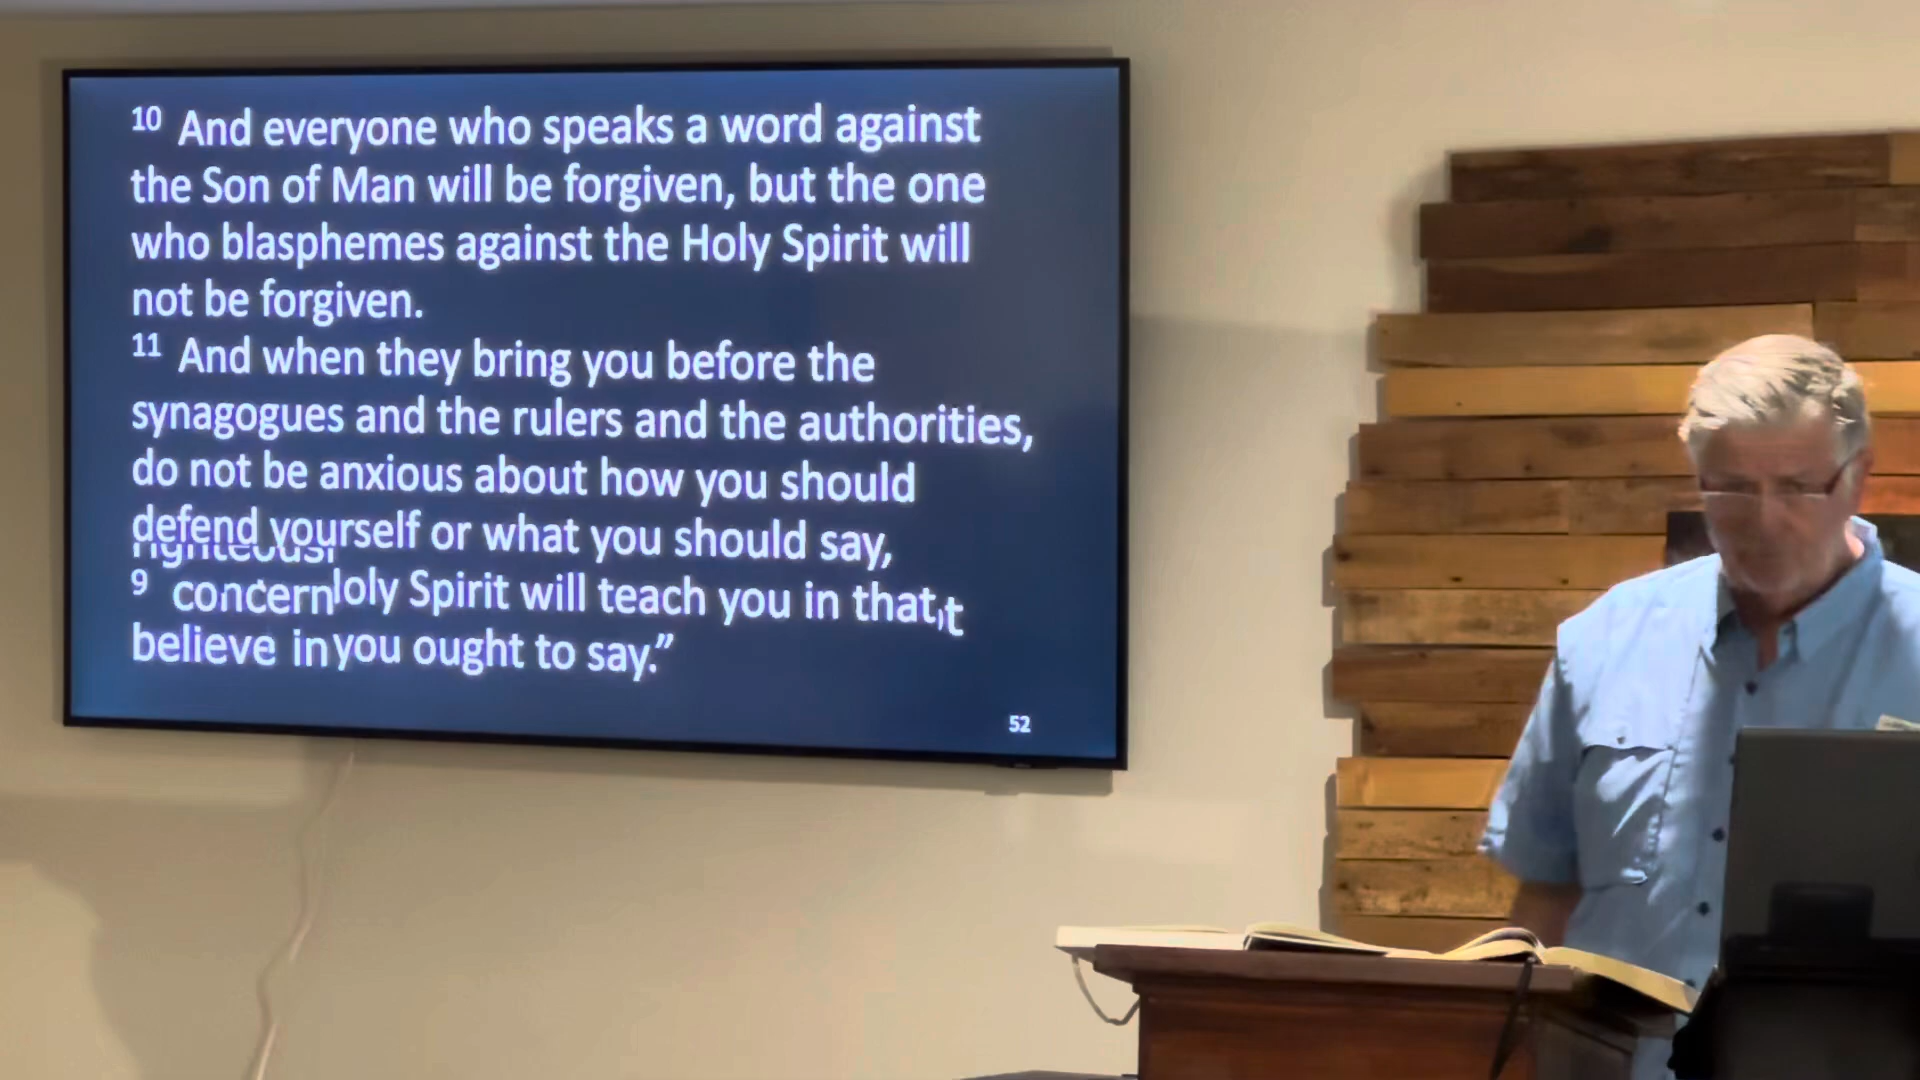 10 And everyone who speaks a word against
the Son of Man will be forgiven, but the one
who blasphemes against the Holy Spirit will
not be forgiven.
11 And when they bring you before the
synagogues and the rulers and the authorities,
do not be anxious about how you should
defend yourself or what you should say,
9 concern Spirit will teach you in that
believe in you ought to say.”
52